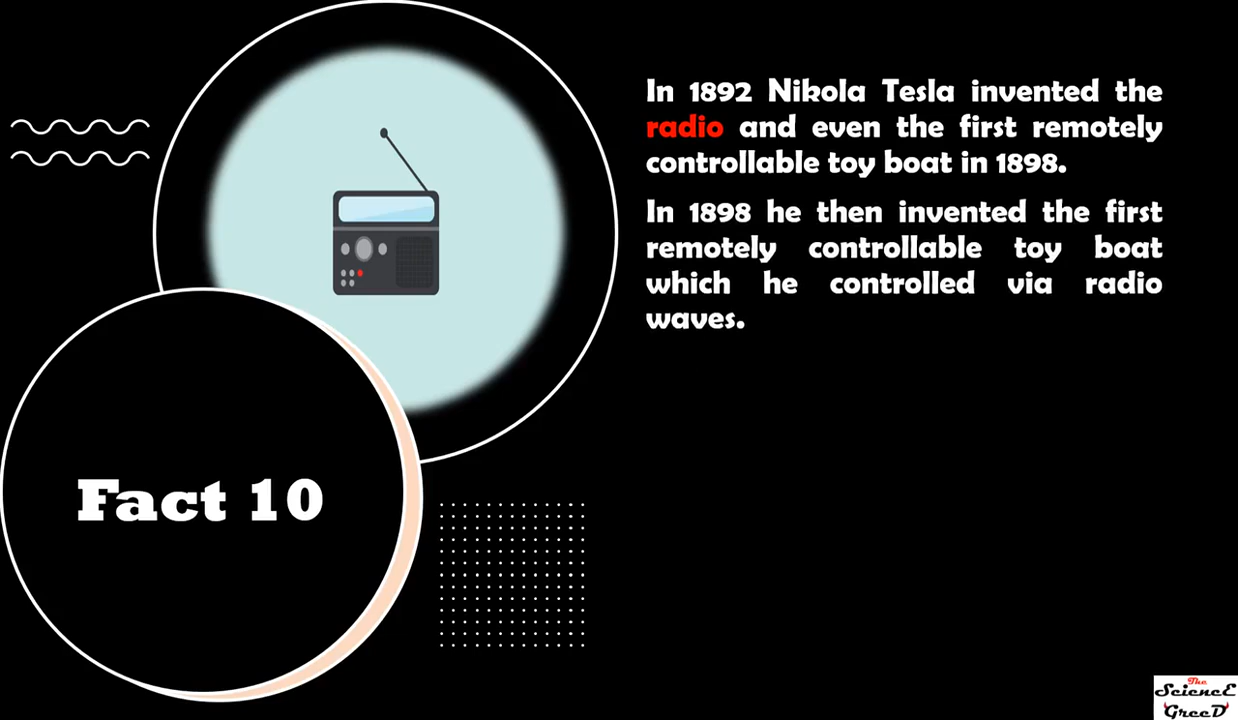 In 1892 Nikola Tesla invented the
radio and even the first remotely
controllable toy boat in 1898.
In 1898 he then invented the first
remotely controllable toy boat
which he controlled via radio
waves.
Fact 10
The
SciencE
GreeD